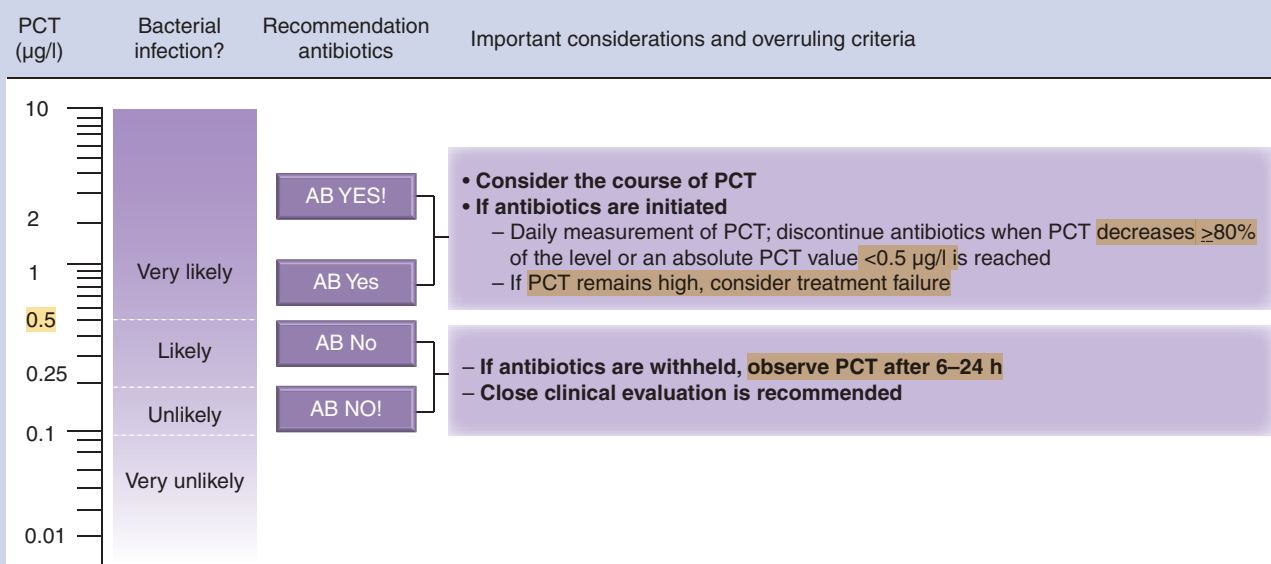 PCT
(µg/l)
Bacterial
infection?
Recommendation
antibiotics
Important considerations and overruling criteria
10
2
1
0.5
0.25
0.1
0.01
Very likely
Likely
Unlikely
Very unlikely
AB YES!
AB Yes
AB No
AB NO!
• Consider the course of PCT
• If antibiotics are initiated
– Daily measurement of PCT; discontinue antibiotics when PCT decreases ≥80%
of the level or an absolute PCT value <0.5 µg/l is reached
– If PCT remains high, consider treatment failure
– If antibiotics are withheld, observe PCT after 6–24 h
– Close clinical evaluation is recommended